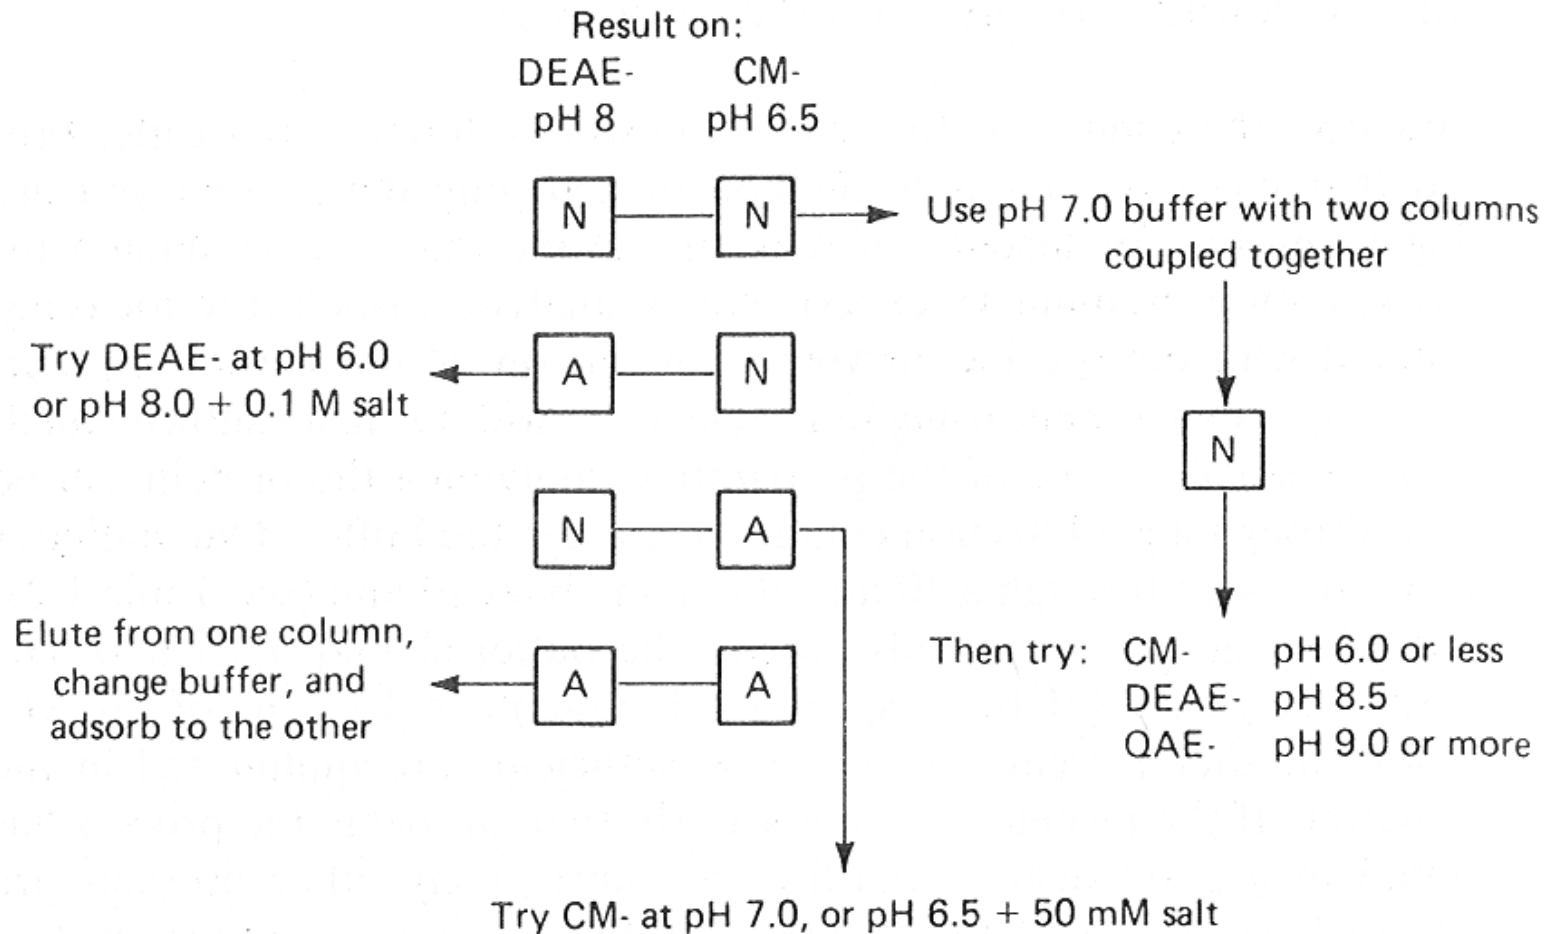 Result on:
DEAE- CM-
pH 8 pH 6.5
N N
Use pH 7.0 buffer with two columns
coupled together
Try DEAE- at pH 6.0
or pH 8.0 + 0.1 M salt
A N
N
N A
Elute from one column,
change buffer, and
adsorb to the other
A A
Then try: CM- pH 6.0 or less
DEAE- pH 8.5
QAE- pH 9.0 or more
Try CM- at pH 7.0, or pH 6.5 + 50 mM salt